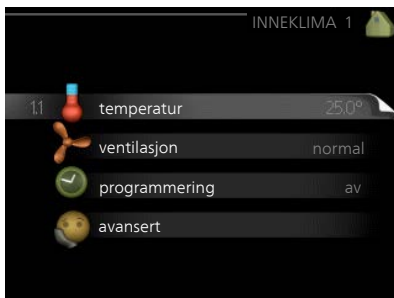 INNEKLIMA 1
1.1 temperatur 25.0°
ventilasjon normal
programmering av
avansert